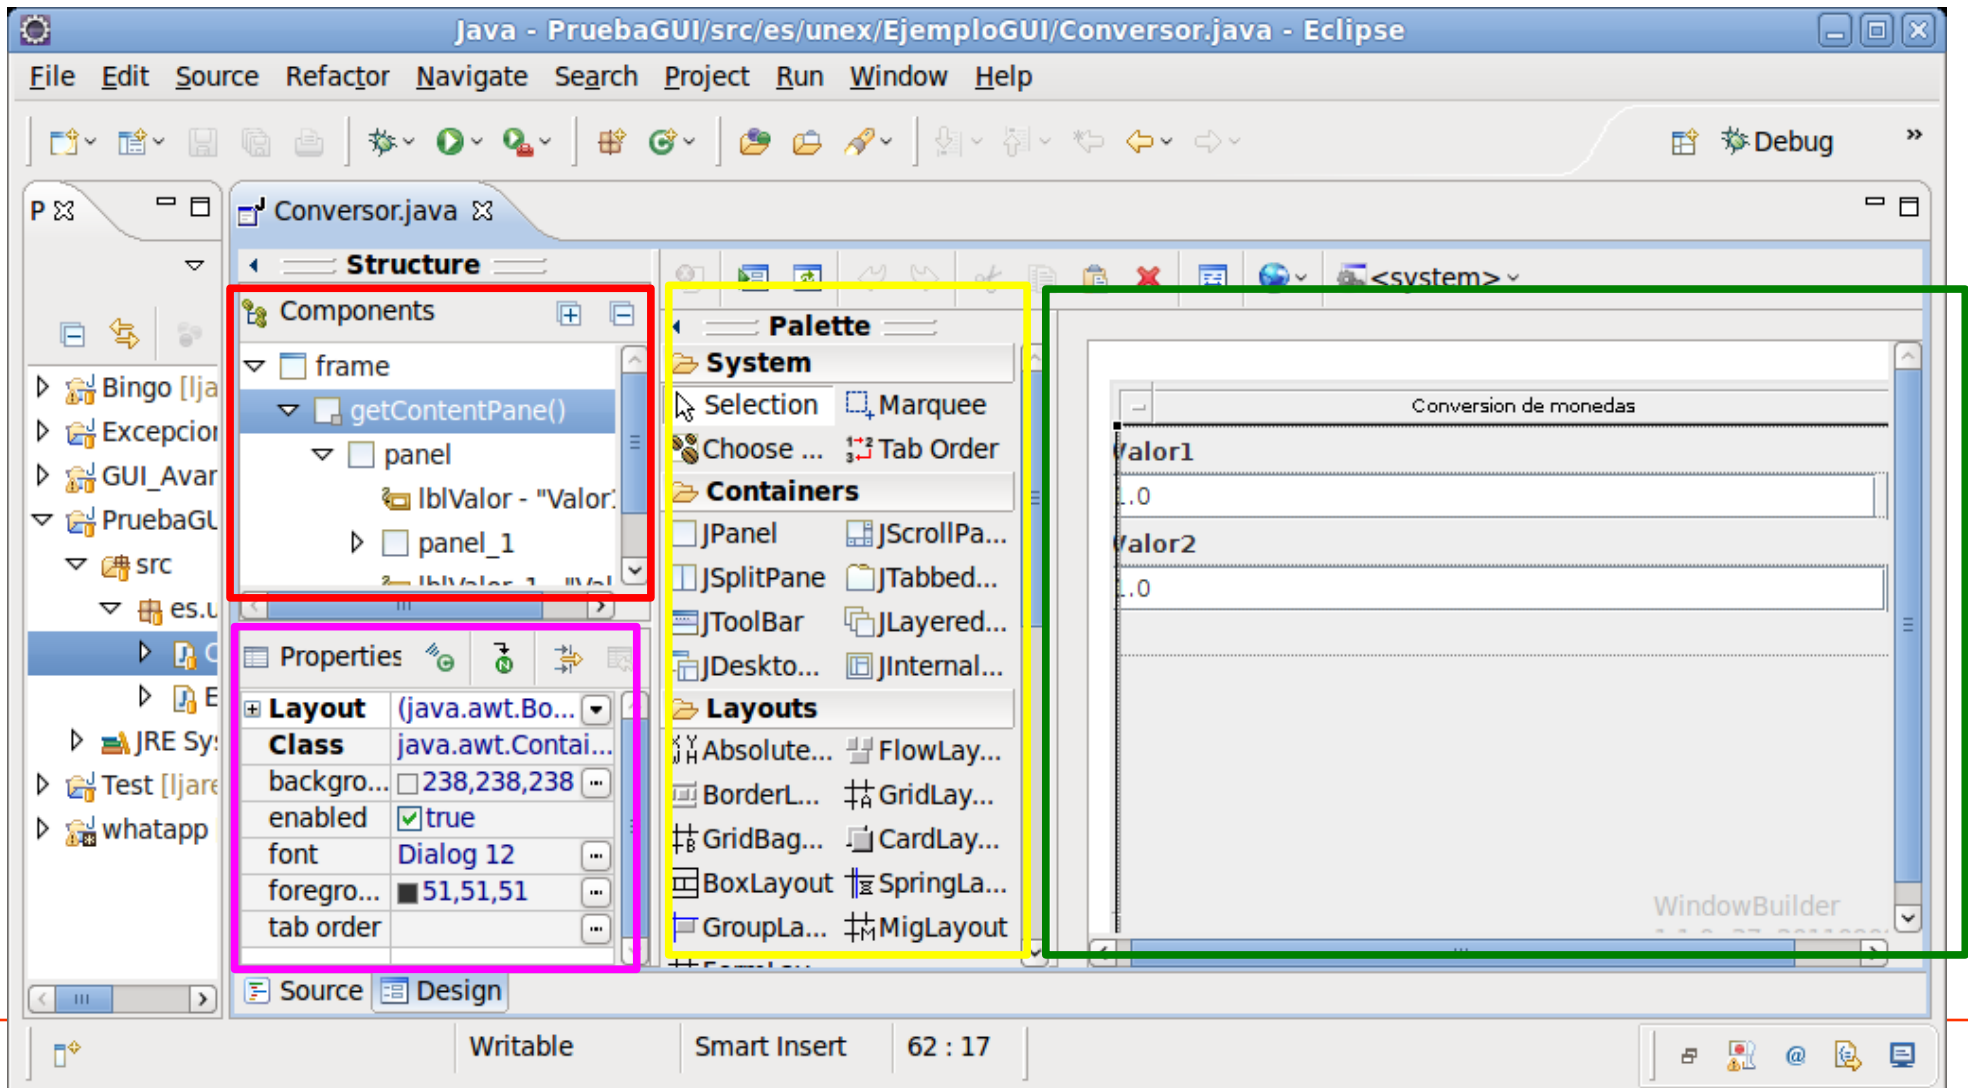 Java - PruebaGUI/src/es/unex/EjemploGUI/Conversor.java - Eclipse
File Edit Source Refactor Navigate Search Project Run Window Help
Debug »
P
Conversor.java
Structure
<system>
Components
Palette
frame
getContentPane()
panel
lblValor - "Valor
panel_1
System
Selection Marquee
Choose ... Tab Order
Containers
JPanel JScrollPa...
JSplitPane JTabbed...
JToolBar JLayered...
JDeskto... JInternal...
Layouts
Absolute... FlowLay...
BorderL... GridLay...
GridBag... CardLay...
BoxLayout SpringLa...
GroupLa... MigLayout
Conversion de monedas
Valor1
.0
Valor2
.0
WindowBuilder
Bingo [lja
Excepcior
GUI_Avar
PruebaGU
src
es.u
C
E
JRE Sys
Test [ljare
whatapp
Properties
Layout (java.awt.Bo...
Class java.awt.Contai...
backgro... 238,238,238
enabled true
font Dialog 12
foregro... 51,51,51
tab order
Source Design
Writable Smart Insert 62 : 17